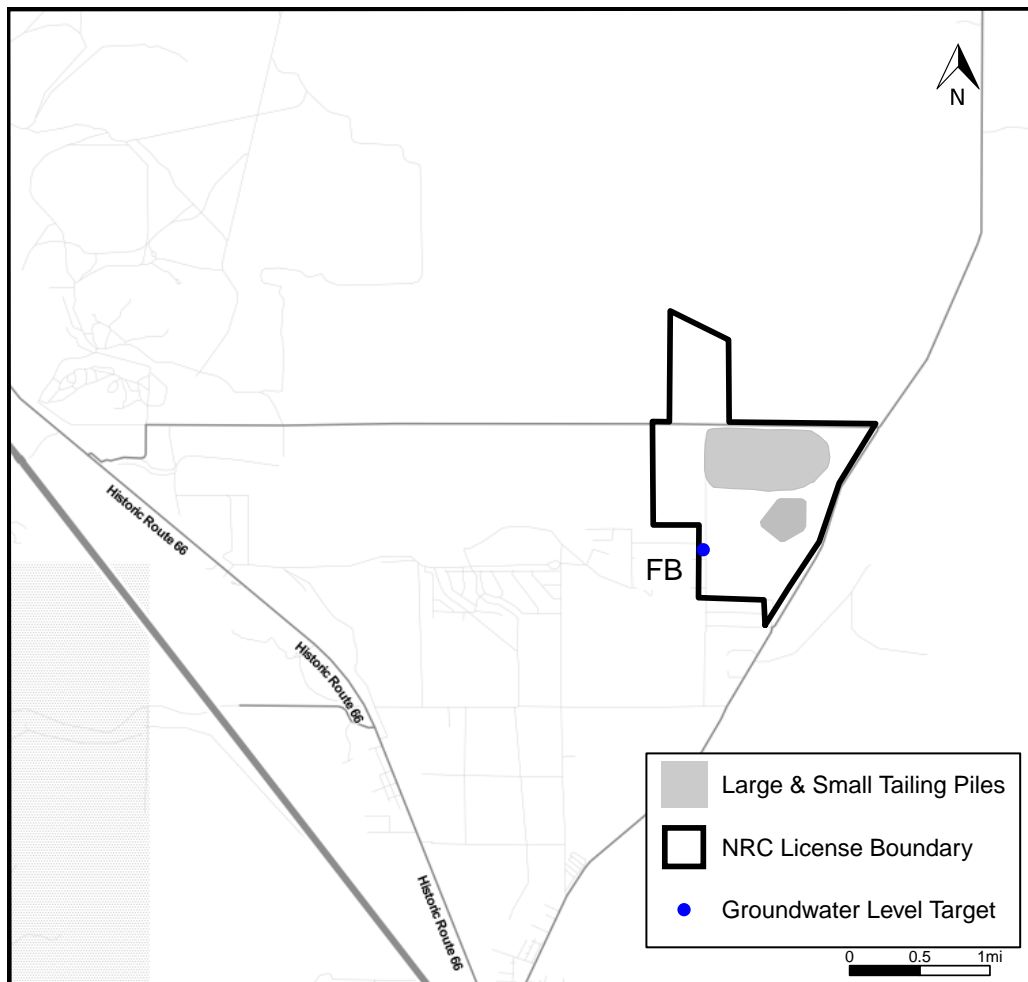 N
Historic Route 66
FB
Historic Route 66
Historic Route 66
Large & Small Tailing Piles
NRC License Boundary
Groundwater Level Target
0 0.5 1mi